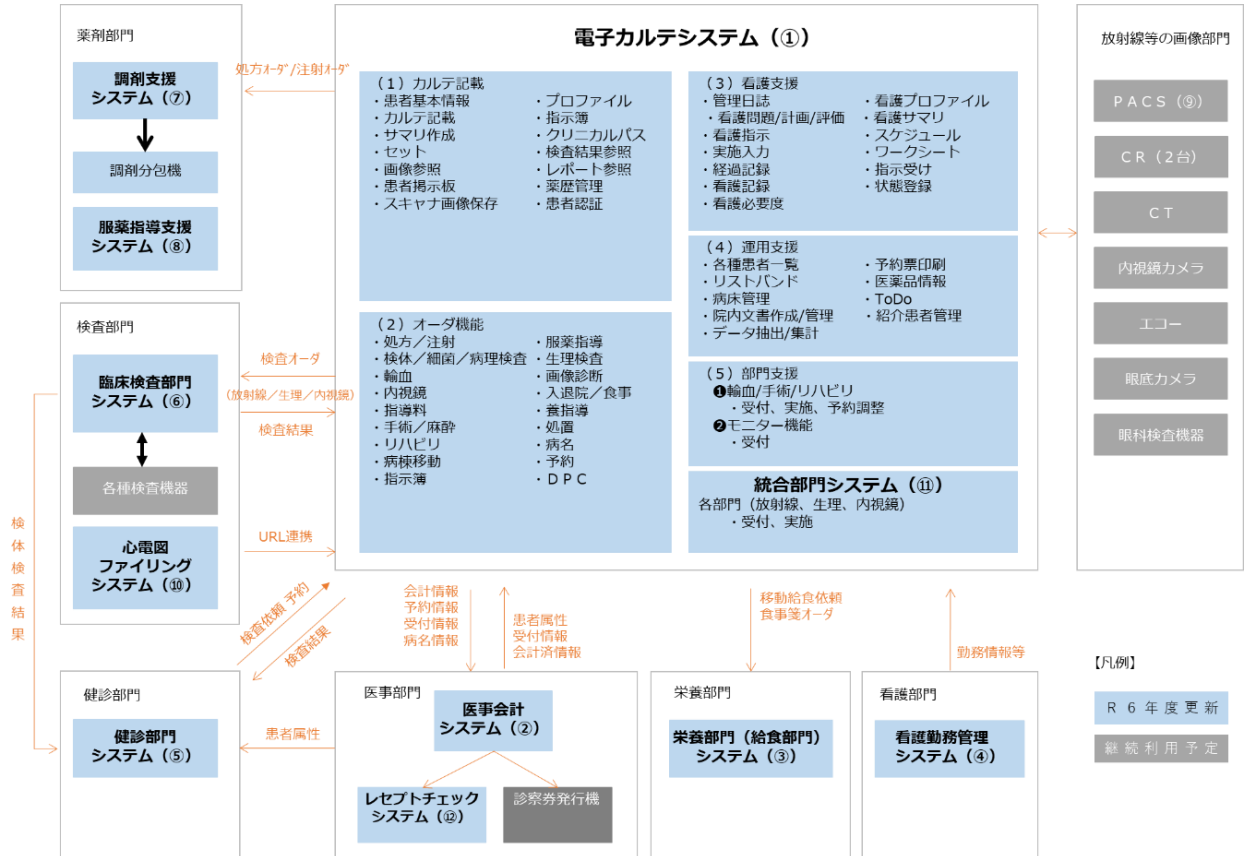 薬剤部門
調剤支援
システム（⑦）
調剤分包機
服薬指導支援
システム（⑧）
処方オーダ/注射オーダ
電子カルテシステム（①）
（１）カルテ記載
・患者基本情報
・カルテ記載
・サマリ作成
・セット
・画像参照
・患者掲示板
・スキャナ画像保存
・プロファイル
・指示簿
・クリニカルパス
・検査結果参照
・レポート参照
・薬歴管理
・患者認証
（２）オーダ機能
・処方／注射
・検体／細菌／病理検査
・輸血
・内視鏡
・指導料
・手術／麻酔
・リハビリ
・病棟移動
・指示簿
・服薬指導
・生理検査
・画像診断
・入退院／食事
・養指導
・処置
・病名
・予約
・ＤＰＣ
（３）看護支援
・管理日誌
・看護問題/計画/評価
・看護指示
・実施入力
・経過記録
・看護記録
・看護必要度
・看護プロファイル
・看護サマリ
・スケジュール
・ワークシート
・指示受け
・状態登録
（４）運用支援
・各種患者一覧
・リストバンド
・病床管理
・院内文書作成/管理
・データ抽出/集計
・予約票印刷
・医薬品情報
・ToDo
・紹介患者管理
（５）部門支援
❶輸血/手術/リハビリ
・受付、実施、予約調整
❷モニター機能
・受付
統合部門システム（⑪）
各部門（放射線、生理、内視鏡）
・受付、実施
放射線等の画像部門
ＰＡＣＳ（⑨）
ＣＲ（２台）
ＣＴ
内視鏡カメラ
エコー
眼底カメラ
眼科検査機器
検査部門
臨床検査部門
システム（⑥）
各種検査機器
心電図
ファイリング
システム（⑩）
検査オーダ
(放射線／生理／内視鏡)
検査結果
URL連携
検体検査結果
検査依頼 予約
検査結果
会計情報
予約情報
受付情報
病名情報
患者属性
受付情報
会計済情報
移動給食依頼
食事箋オーダ
勤務情報等
健診部門
健診部門
システム（⑤）
患者属性
医事部門
医事会計
システム（②）
レセプトチェック
システム（⑫）
診察券発行機
栄養部門
栄養部門（給食部門）
システム（③）
看護部門
看護勤務管理
システム（④）
【凡例】
Ｒ６年度更新
継続利用予定